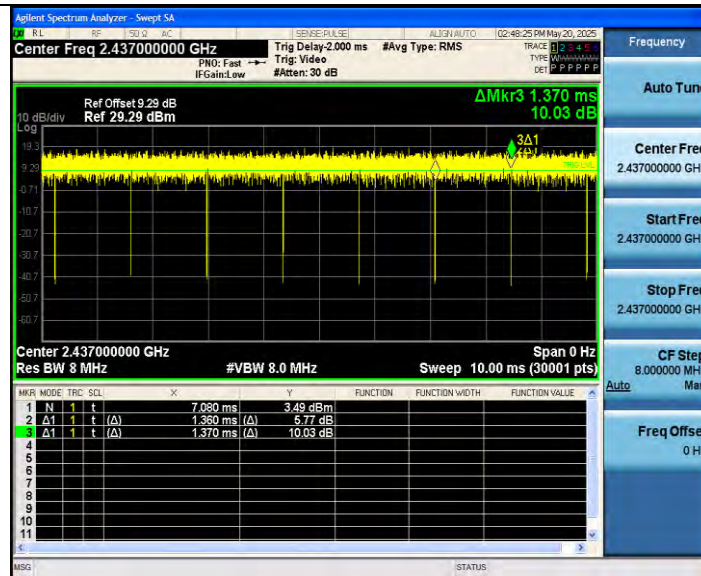 Agilent Spectrum Analyzer - Swept SA
RL RF 50 Ω AC SENSE:PULSE ALIGN AUTO 02:48:25 PM May 20, 2025
Center Freq 2.437000000 GHz
PNO: Fast
IFGain:Low
Trig Delay-2.000 ms
Trig: Video
#Atten: 30 dB
#Avg Type: RMS
TRACE 1 2 3 4 5 6
TYPE W
DET P P P P P P
Frequency
Auto Tun
Center Fre
2.437000000 GH
Start Fre
2.437000000 GH
Stop Fre
2.437000000 GH
CF Step
8.000000 MH
Auto Ma
Freq Offse
0 H
ΔMkr3 1.370 ms
10.03 dB
Ref Offset 9.29 dB
10 dB/div Ref 29.29 dBm
Log
19.3
9.29
-0.71
-10.7
-20.7
-30.7
-40.7
-50.7
-60.7
3Δ1
TRIG LVL
Center 2.437000000 GHz Span 0 Hz
Res BW 8 MHz #VBW 8.0 MHz Sweep 10.00 ms (30001 pts)
MKR MODE TRC SCL X Y FUNCTION FUNCTION WIDTH FUNCTION VALUE
1 N 1 t 7.080 ms 3.49 dBm
2 Δ1 1 t (Δ) 1.360 ms (Δ) 5.77 dB
3 Δ1 1 t (Δ) 1.370 ms (Δ) 10.03 dB
4
5
6
7
8
9
10
11
MSG STATUS